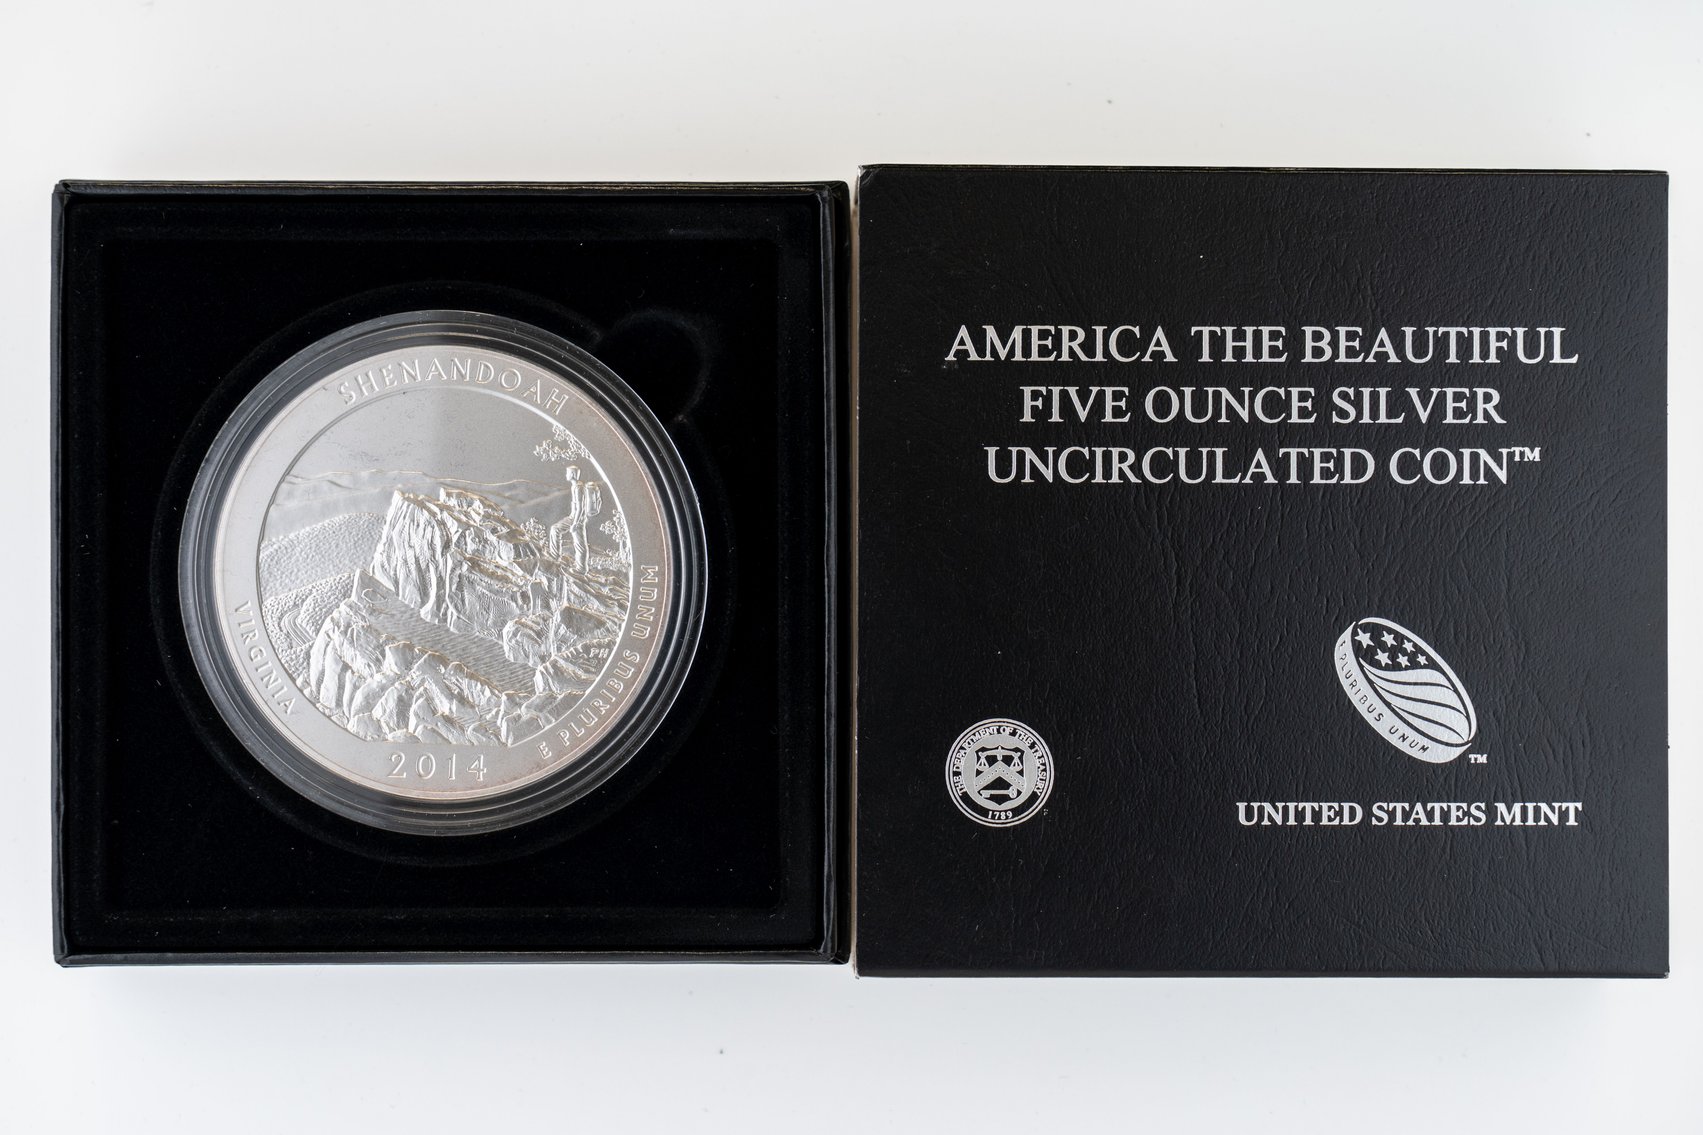 SHENANDOAH
VIRGINIA
2014
E PLURIBUS UNUM
PH
AMERICA THE BEAUTIFUL
FIVE OUNCE SILVER
UNCIRCULATED COIN™
E PLURIBUS UNUM
TM
THE DEPARTMENT OF THE TREASURY
1789
UNITED STATES MINT